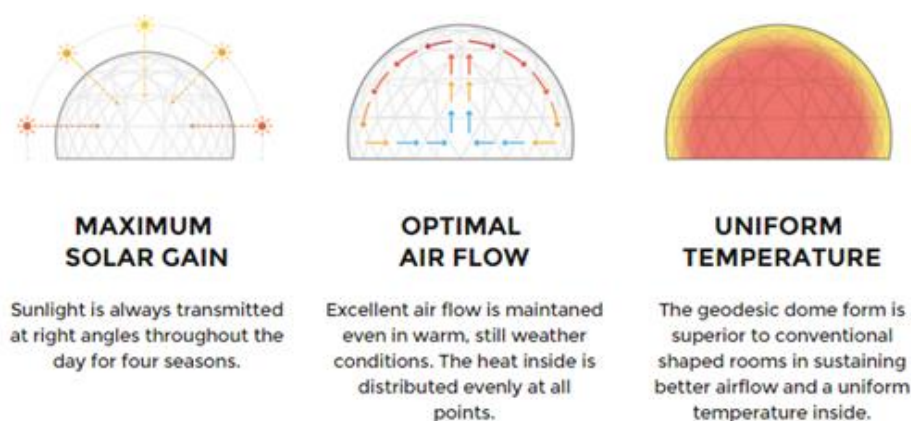 MAXIMUM
SOLAR GAIN
Sunlight is always transmitted
at right angles throughout the
day for four seasons.
OPTIMAL
AIR FLOW
Excellent air flow is maintaned
even in warm, still weather
conditions. The heat inside is
distributed evenly at all
points.
UNIFORM
TEMPERATURE
The geodesic dome form is
superior to conventional
shaped rooms in sustaining
better airflow and a uniform
temperature inside.